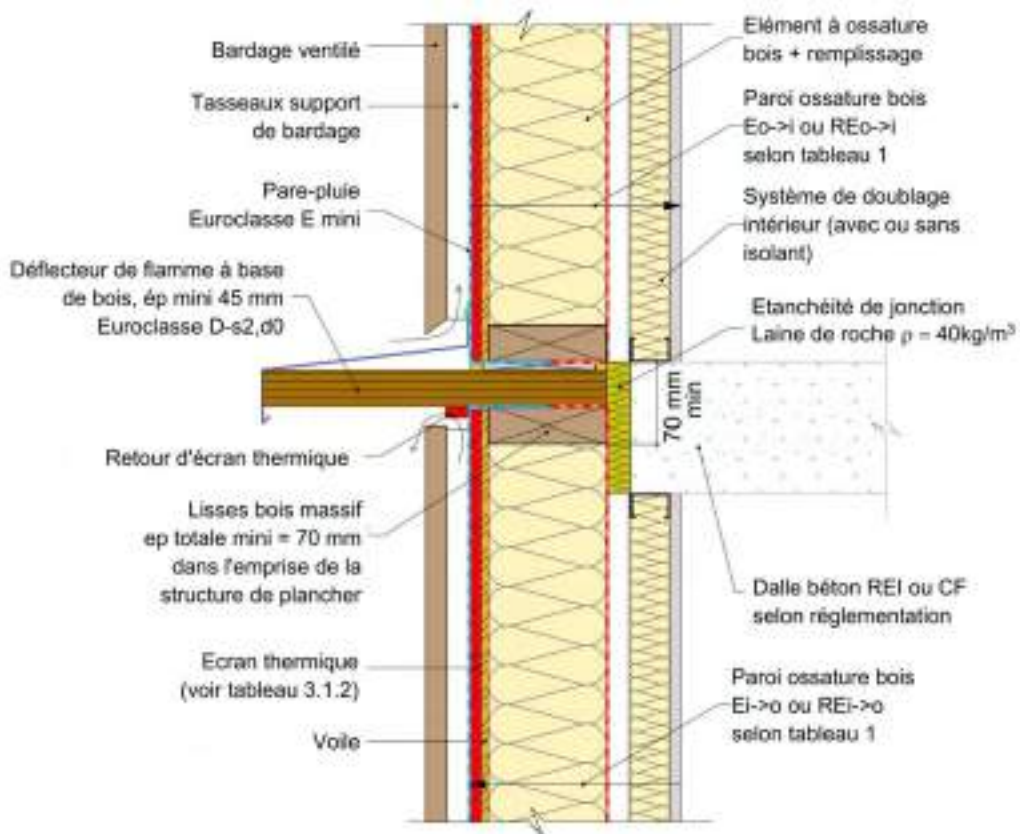 Bardage ventilé
Tasseaux support
de bardage
Pare-pluie
Euroclasse E mini
Déflecteur de flamme à base
de bois, ép mini 45 mm
Euroclasse D-s2,d0
Retour d'écran thermique
Lisses bois massif
ep totale mini = 70 mm
dans l'emprise de la
structure de plancher
Ecran thermique
(voir tableau 3.1.2)
Voile
Elément à ossature
bois + remplissage
Paroi ossature bois
Eo->i ou REo->i
selon tableau 1
Système de doublage
intérieur (avec ou sans
isolant)
Etanchéité de jonction
Laine de roche ρ = 40kg/m³
70 mm
min
Dalle béton REI ou CF
selon réglementation
Paroi ossature bois
Ei->o ou REi->o
selon tableau 1